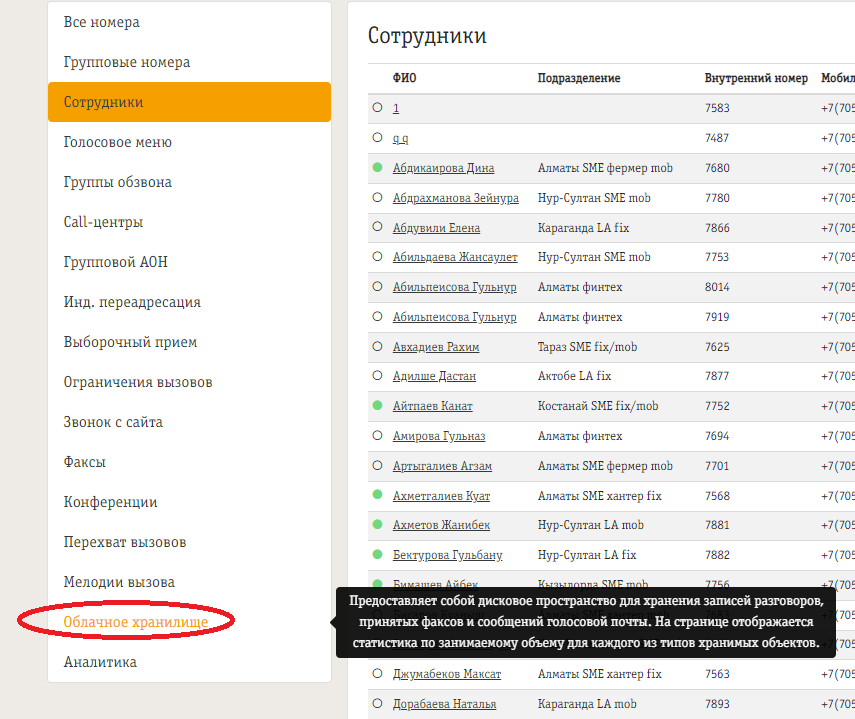 Все номера
Групповые номера
Сотрудники
Голосовое меню
Группы обзвона
Call-центры
Групповой АОН
Инд. переадресация
Выборочный прием
Ограничения вызовов
Звонок с сайта
Факсы
Конференции
Перехват вызовов
Мелодии вызова
Облачное хранилище
Аналитика
Сотрудники
ФИО Подразделение Внутренний номер Мобил
1 7583 +7(705
q q 7487 +7(705
Абдикаирова Дина Алматы SME фермер mob 7680 +7(705
Абдрахманова Зейнура Нур-Султан SME mob 7780 +7(705
Абдувили Елена Караганда LA fix 7866 +7(705
Абильдаева Жансаулет Нур-Султан SME mob 7753 +7(705
Абильпеисова Гульнур Алматы финтех 8014 +7(705
Абильпеисова Гульнур Алматы финтех 7919 +7(705
Авхадиев Рахим Тараз SME fix/mob 7625 +7(705
Адилше Дастан Актобе LA fix 7877 +7(705
Айтпаев Канат Костанай SME fix/mob 7752 +7(705
Амирова Гульназ Алматы финтех 7694 +7(705
Артыгалиев Агзам Алматы SME фермер mob 7701 +7(705
Ахметгалиев Куат Алматы SME хантер fix 7568 +7(705
Ахметов Жанибек Нур-Султан LA mob 7881 +7(705
Бектурова Гульбану Нур-Султан LA fix 7882 +7(705
Бимашев Айбек Кызылорда SME mob 7756 +7(705
Предоставляет собой дисковое пространство для хранения записей разговоров,
принятых факсов и сообщений голосовой почты. На странице отображается
статистика по занимаемому объему для каждого из типов хранимых объектов.
Джумабеков Максат Алматы SME хантер fix 7563 +7(705
Дорабаева Наталья Караганда LA mob 7893 +7(705